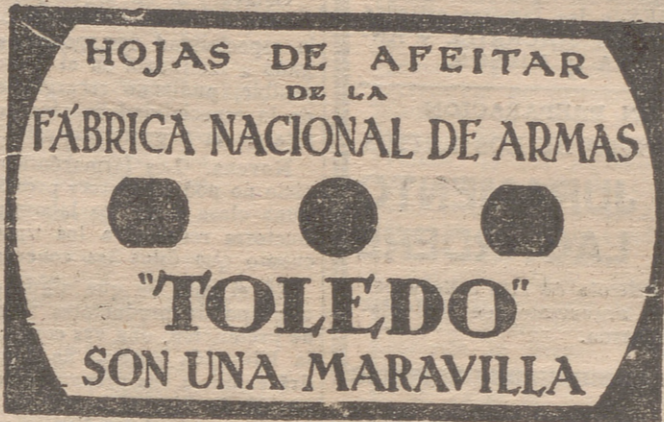 HOJAS DE AFEITAR
DE LA
FÁBRICA NACIONAL DE ARMAS
"TOLEDO"
SON UNA MARAVILLA